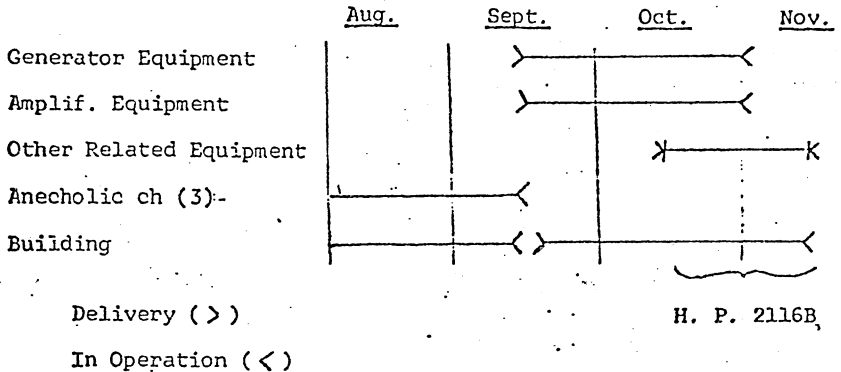 Aug. Sept. Oct. Nov.
Generator Equipment
Amplif. Equipment
Other Related Equipment
Anecholic ch (3):-
Building
Delivery (>)
H. P. 2116B
In Operation (<)